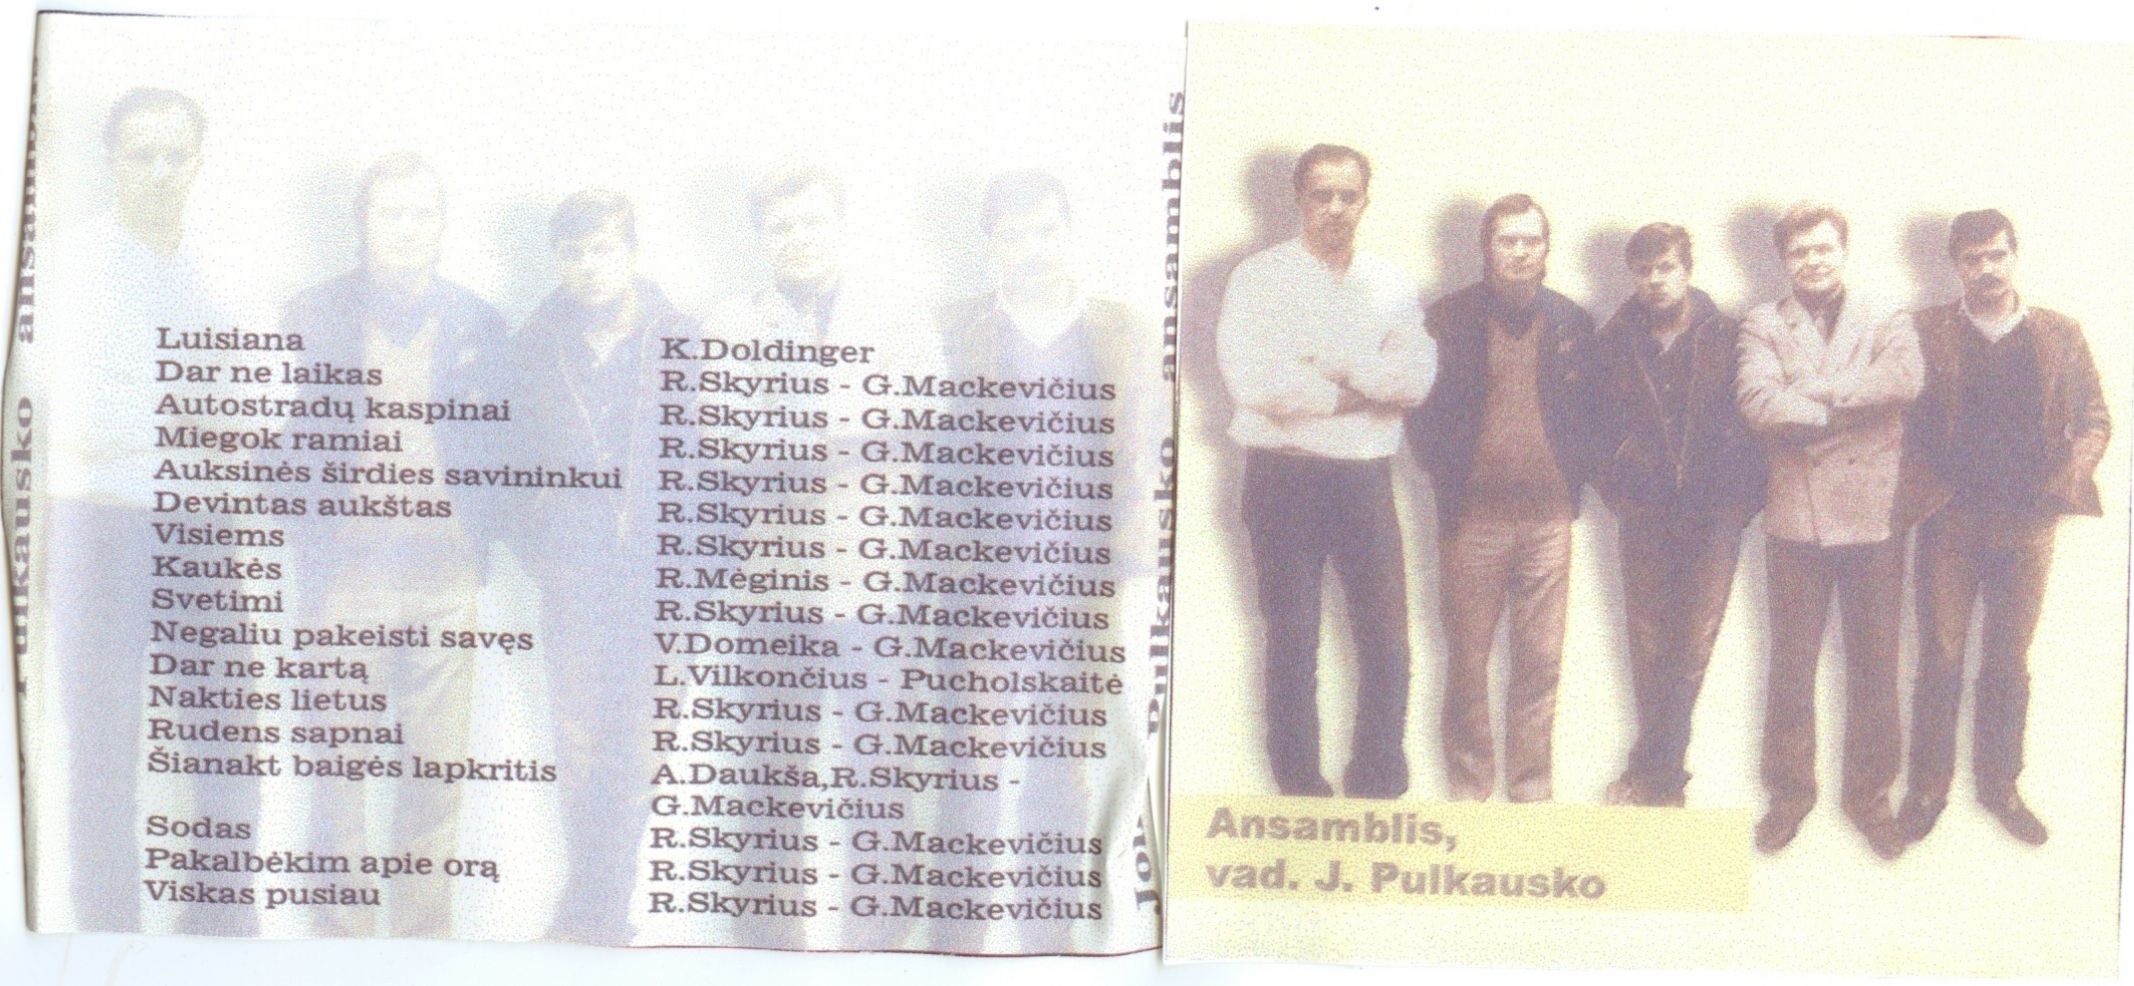 Luisiana K.Doldinger
Dar ne laikas R.Skyrius - G.Mackevičius
Autostradų kaspinai R.Skyrius - G.Mackevičius
Miegok ramiai R.Skyrius - G.Mackevičius
Auksinės širdies savininkui R.Skyrius - G.Mackevičius
Devintas aukštas R.Skyrius - G.Mackevičius
Visiems R.Skyrius - G.Mackevičius
Kaukės R.Mėginis - G.Mackevičius
Svetimi R.Skyrius - G.Mackevičius
Negaliu pakeisti savęs V.Domeika - G.Mackevičius
Dar ne kartą L.Vilkončius - Pucholskaitė
Nakties lietus R.Skyrius - G.Mackevičius
Rudens sapnai R.Skyrius - G.Mackevičius
Šianakt baigės lapkritis A.Daukša,R.Skyrius -
G.Mackevičius
Sodas R.Skyrius - G.Mackevičius
Pakalbėkim apie orą R.Skyrius - G.Mackevičius
Viskas pusiau R.Skyrius - G.Mackevičius
Pulkausko ansamblis
Ansamblis,
vad. J. Pulkausko